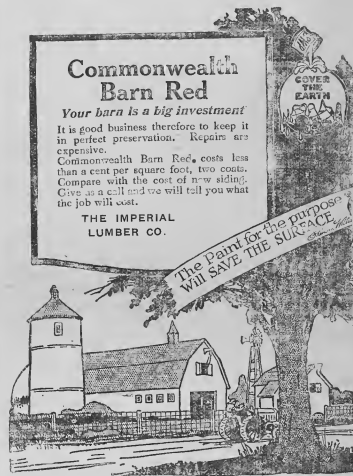 Commonwealth
Barn Red
Your barn is a big investment
It is good business therefore to keep it
in perfect preservation. Repairs are
expensive.
Commonwealth Barn Red, costs less
than a cent per square foot, two coats.
Compare with the cost of new siding.
Give us a call and we will tell you what
the job will cost.
THE IMPERIAL
LUMBER CO.
COVER
THE
EARTH
The Paint for the purpose
Will SAVE THE SURFACE